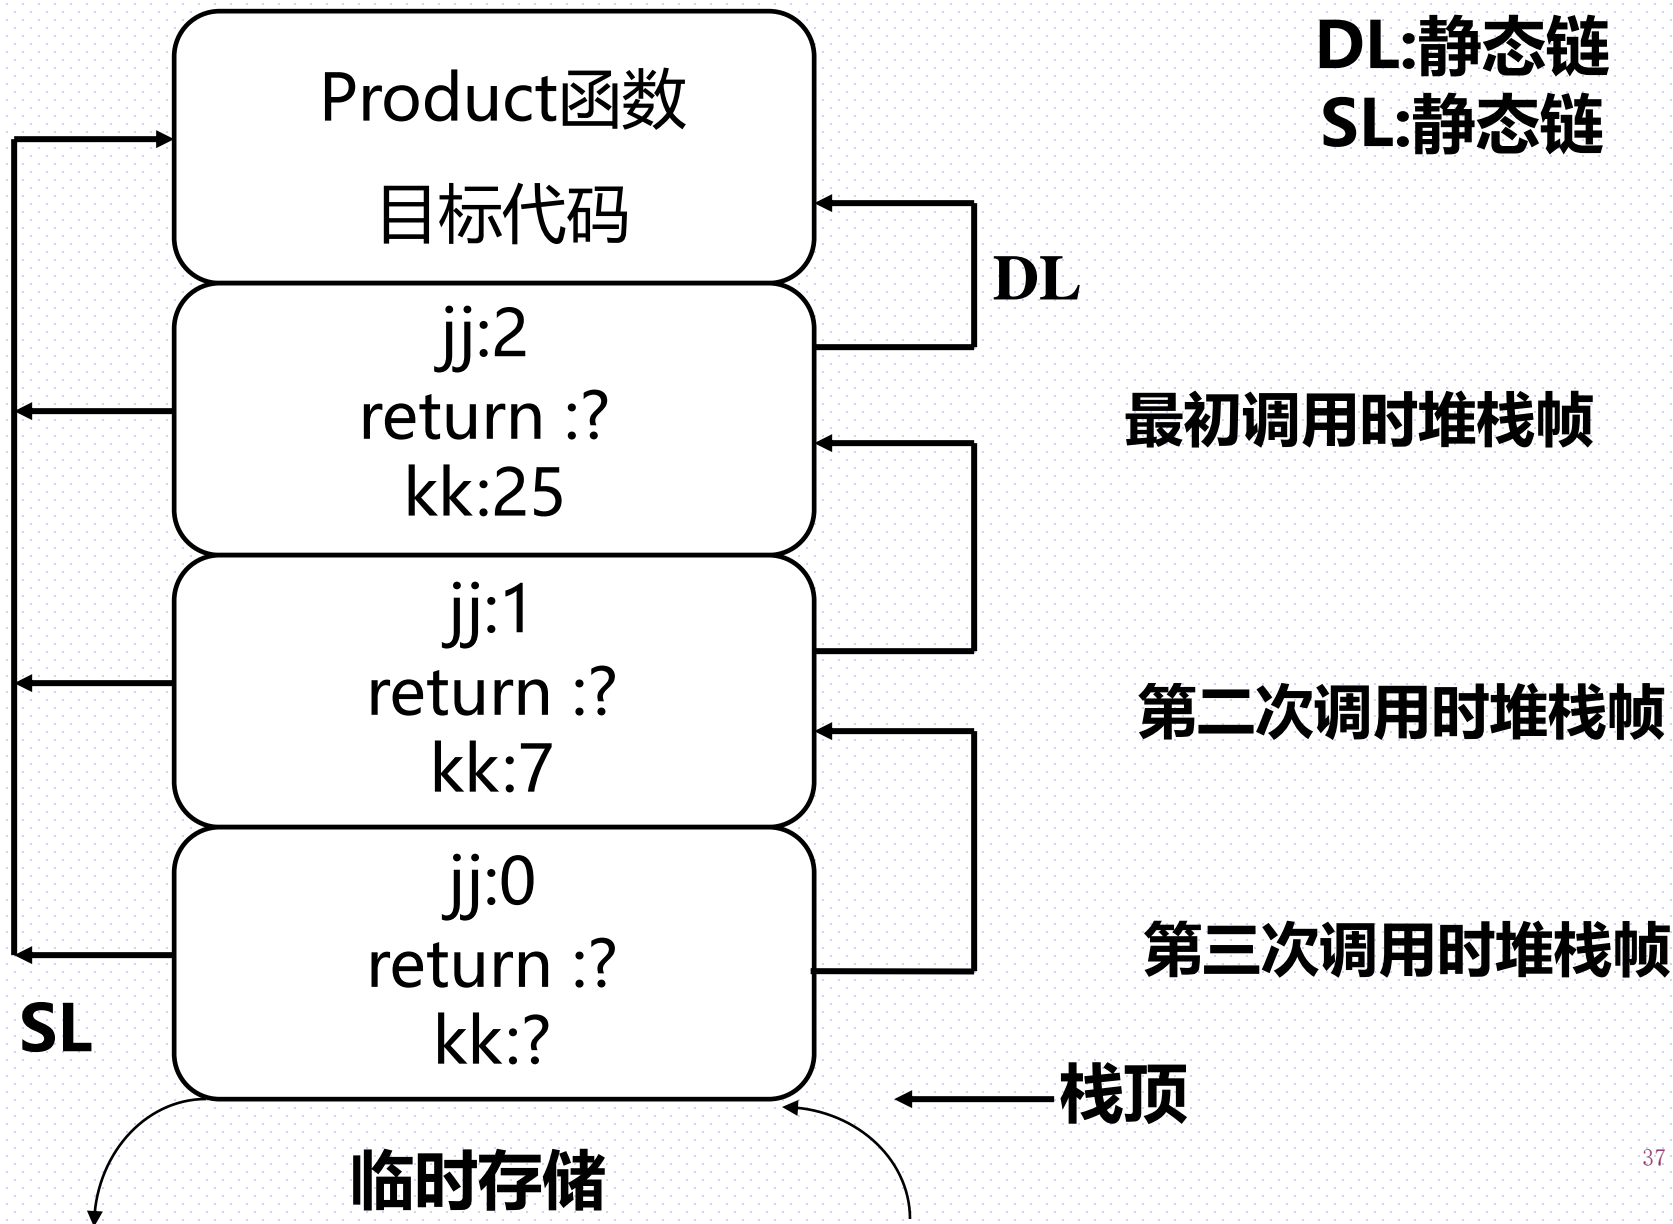 DL:静态链
SL:静态链
Product函数
目标代码
DL
jj:2
return :?
kk:25
最初调用时堆栈帧
jj:1
return :?
kk:7
第二次调用时堆栈帧
jj:0
return :?
kk:?
第三次调用时堆栈帧
SL
栈顶
临时存储
37